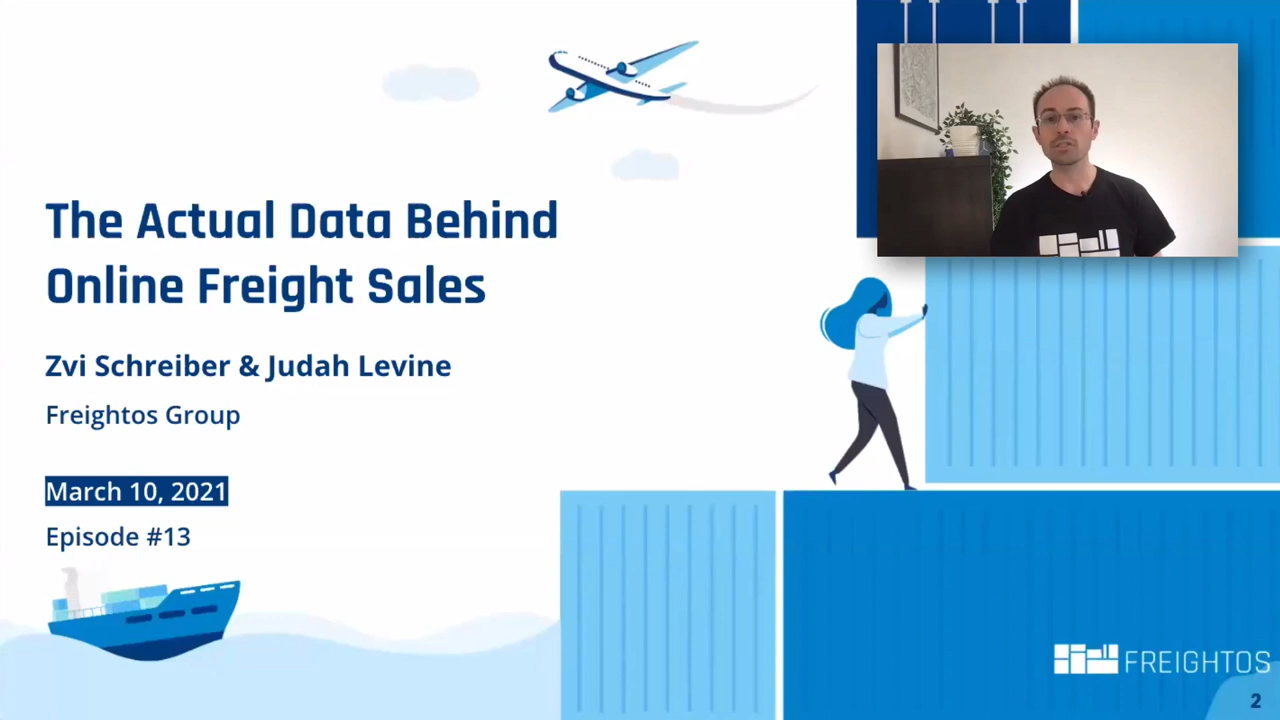 The Actual Data Behind
Online Freight Sales
Zvi Schreiber & Judah Levine
Freightos Group
March 10, 2021
Episode #13
FREIGHTOS
2